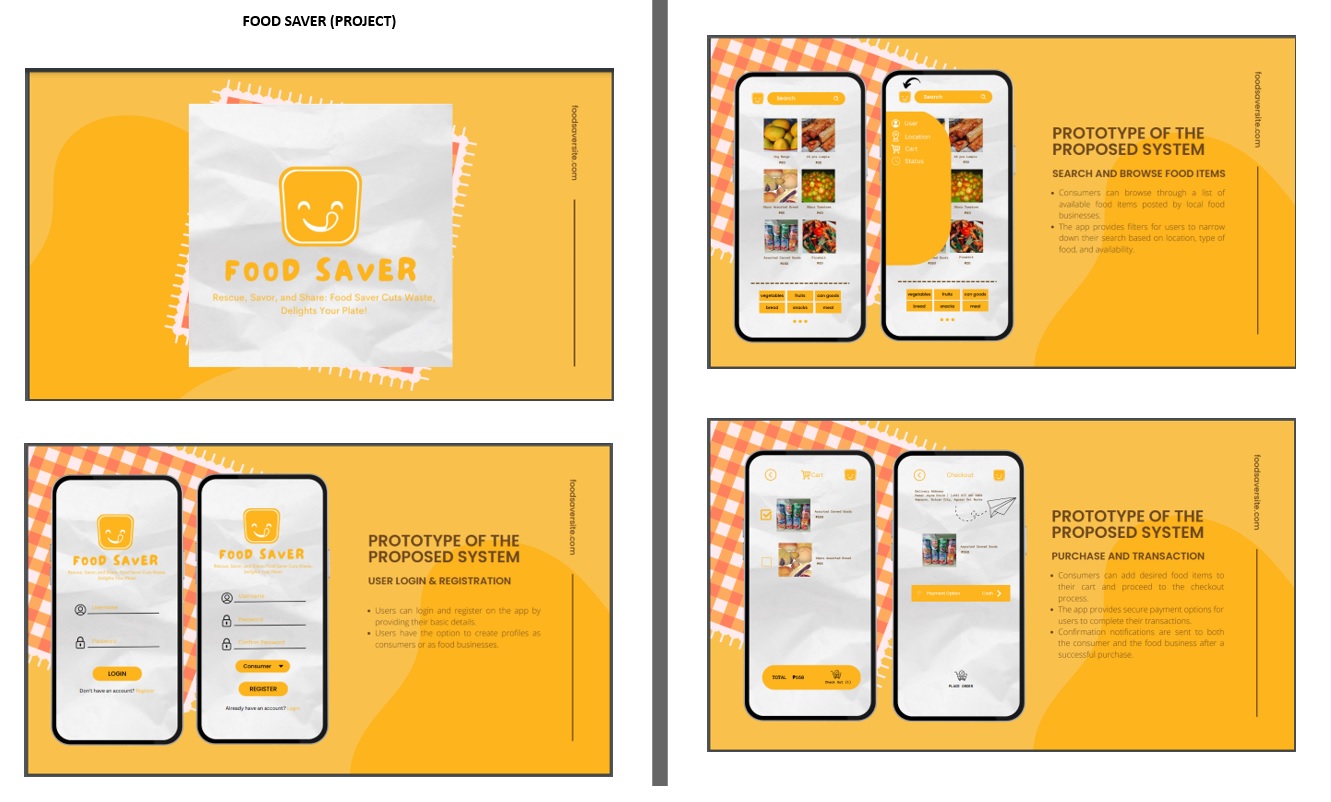 FOOD SAVER (PROJECT)
foodsaversite.com
FOOD SAVER
Rescue, Savor, and Share: Food Saver Cuts Waste,
Delights Your Plate!
foodsaversite.com
FOOD SAVER
Rescue, Savor, and Share: Food Saver Cuts Waste,
Delights Your Plate!
Username
Password
LOGIN
Don't have an account? Register
FOOD SAVER
Rescue, Savor, and Share: Food Saver Cuts Waste,
Delights Your Plate!
Username
Password
Confirm Password
Consumer
REGISTER
Already have an account? Login
PROTOTYPE OF THE
PROPOSED SYSTEM
USER LOGIN & REGISTRATION
• Users can login and register on the app by
providing their basic details.
• Users have the option to create profiles as
consumers or as food businesses.
foodsaversite.com
Search
vegetables fruits can goods
bread snacks meat
Search
User
Location
Cart
Status
vegetables fruits can goods
bread snacks meat
PROTOTYPE OF THE
PROPOSED SYSTEM
SEARCH AND BROWSE FOOD ITEMS
• Consumers can browse through a list of
available food items posted by local food
businesses.
• The app provides filters for users to narrow
down their search based on location, type of
food, and availability.
foodsaversite.com
Cart
Assorted Canned Goods
Assorted Bread
TOTAL ₱150
Check Out (1)
Checkout
Delivery Address
Assorted Canned Goods
Payment Option Cash
PLACE ORDER
PROTOTYPE OF THE
PROPOSED SYSTEM
PURCHASE AND TRANSACTION
• Consumers can add desired food items to
their cart and proceed to the checkout
process.
• The app provides secure payment options for
users to complete their transactions.
• Confirmation notifications are sent to both
the consumer and the food business after a
successful purchase.